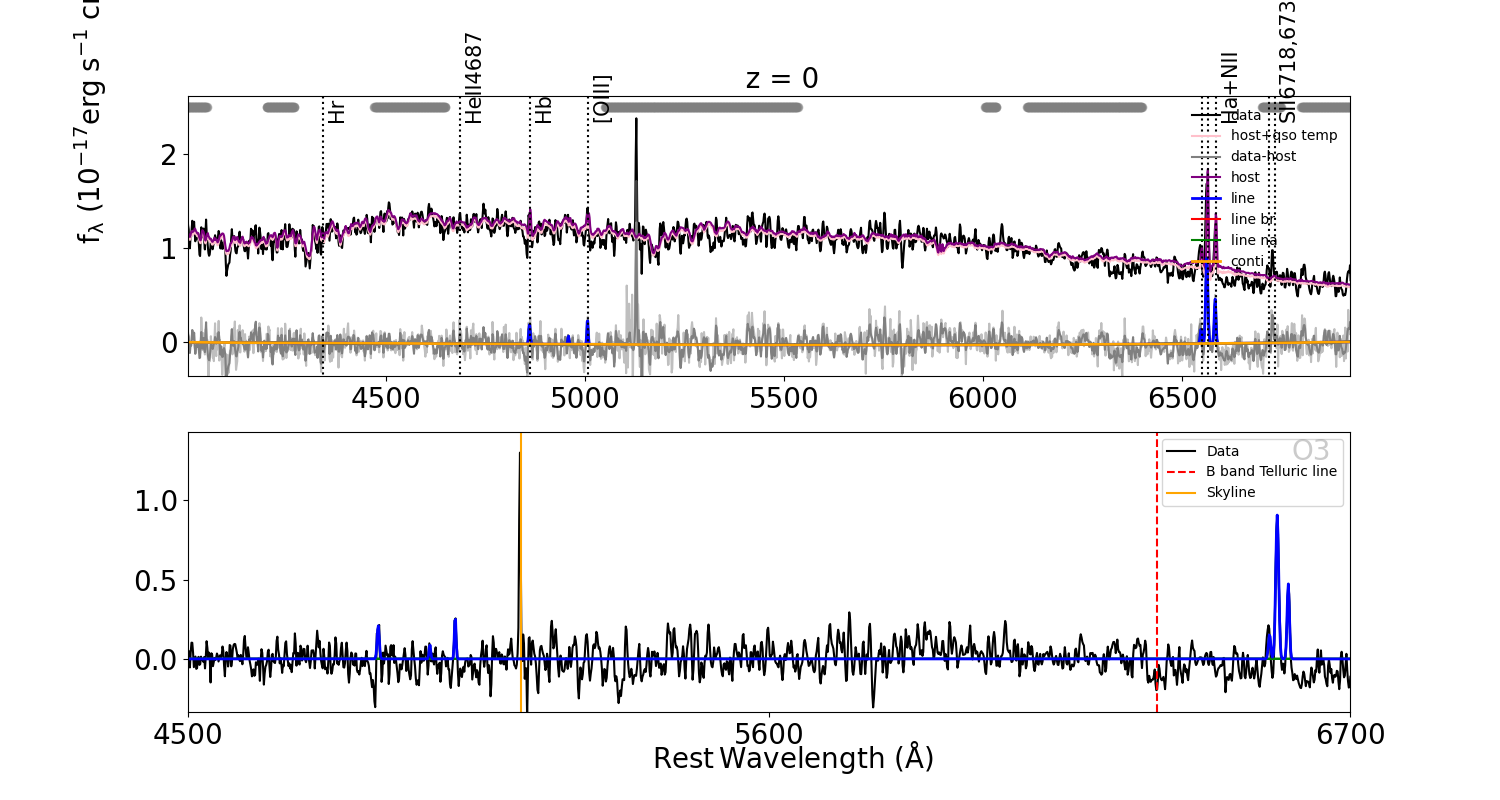 z = 0
f_λ (10^−17 erg s^−1 c
Hr
HeII4687
Hb
[OIII]
Ha+NII
SII6718,673
data
host+qso temp
data-host
host
line
line br
line na
conti
2
1
0
4500
5000
5500
6000
6500
O3
Data
B band Telluric line
Skyline
1.0
0.5
0.0
4500
5600
6700
Rest Wavelength (Å)